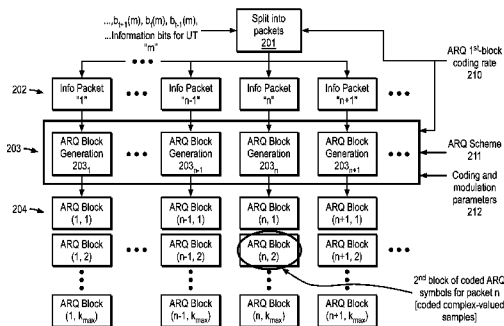 ...,b_{t+1}(m), b_t(m), b_{t-1}(m),
...Information bits for UT
"m"
Split into
packets
201
ARQ 1st-block
coding rate
210
202
Info Packet
"1"
Info Packet
"n-1"
Info Packet
"n"
Info Packet
"n+1"
203
ARQ Block
Generation
203_1
ARQ Block
Generation
203_{n-1}
ARQ Block
Generation
203_n
ARQ Block
Generation
203_{n+1}
ARQ Scheme
211
Coding and
modulation
parameters
212
204
ARQ Block
(1, 1)
ARQ Block
(n-1, 1)
ARQ Block
(n, 1)
ARQ Block
(n+1, 1)
ARQ Block
(1, 2)
ARQ Block
(n-1, 2)
ARQ Block
(n, 2)
ARQ Block
(n+1, 2)
2nd block of coded ARQ
symbols for packet n
[coded complex-valued
samples]
ARQ Block
(1, k_max)
ARQ Block
(n-1, k_max)
ARQ Block
(n, k_max)
ARQ Block
(n+1, k_max)